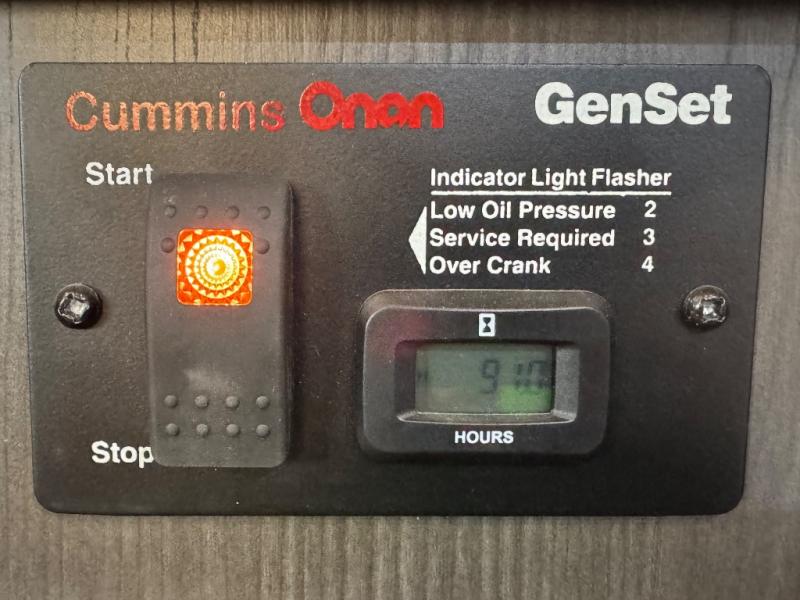 Cummins Onan GenSet
Start
Indicator Light Flasher
Low Oil Pressure 2
Service Required 3
Over Crank 4
HOURS
Stop